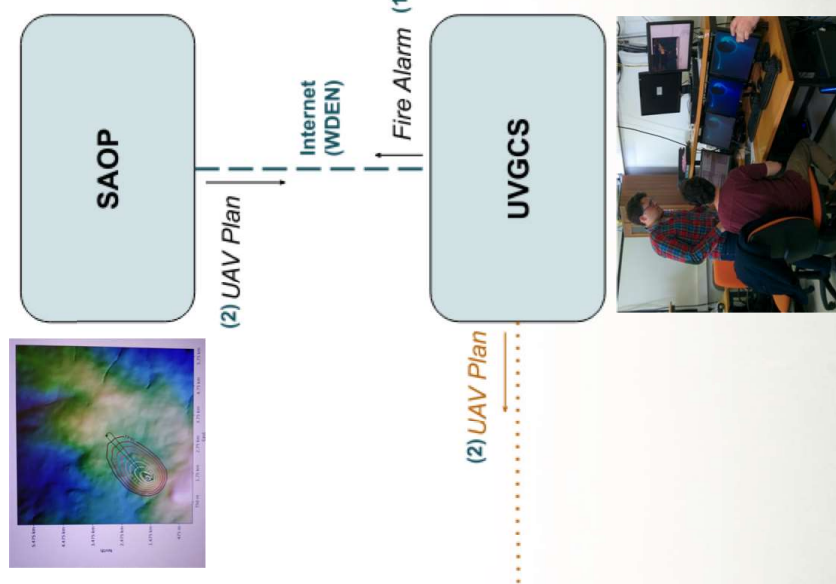 SAOP
(2) UAV Plan
Internet
(WDEN)
Fire Alarm (1
(2) UAV Plan
UVGCS